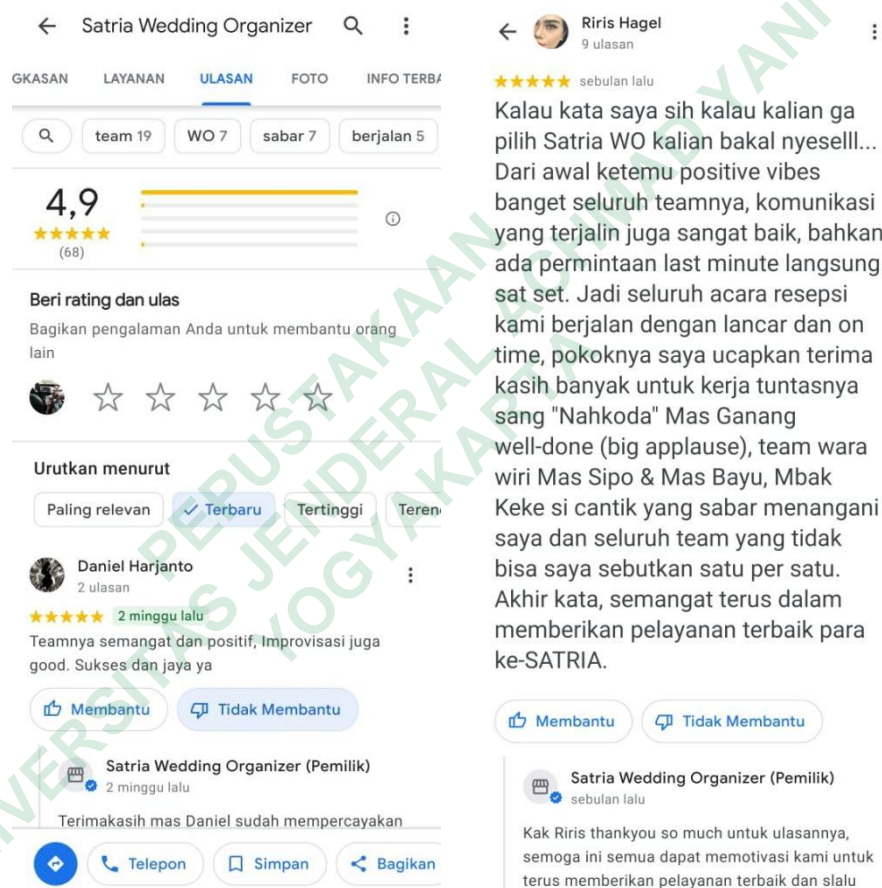 Satria Wedding Organizer
GKASAN LAYANAN ULASAN FOTO INFO TERBA
team 19 WO 7 sabar 7 berjalan 5
4,9
(68)
Beri rating dan ulas
Bagikan pengalaman Anda untuk membantu orang
lain
Urutkan menurut
Paling relevan Terbaru Tertinggi Teren
Daniel Harjanto
2 ulasan
2 minggu lalu
Teamnya semangat dan positif, Improvisasi juga
good. Sukses dan jaya ya
Membantu Tidak Membantu
Satria Wedding Organizer (Pemilik)
2 minggu lalu
Terimakasih mas Daniel sudah mempercayakan
Telepon Simpan Bagikan
Riris Hagel
9 ulasan
sebulan lalu
Kalau kata saya sih kalau kalian ga
pilih Satria WO kalian bakal nyeselll...
Dari awal ketemu positive vibes
banget seluruh teamnya, komunikasi
yang terjalin juga sangat baik, bahkan
ada permintaan last minute langsung
sat set. Jadi seluruh acara resepsi
kami berjalan dengan lancar dan on
time, pokoknya saya ucapkan terima
kasih banyak untuk kerja tuntasnya
sang "Nahkoda" Mas Ganang
well-done (big applause), team wara
wiri Mas Sipo & Mas Bayu, Mbak
Keke si cantik yang sabar menangani
saya dan seluruh team yang tidak
bisa saya sebutkan satu per satu.
Akhir kata, semangat terus dalam
memberikan pelayanan terbaik para
ke-SATRIA.
Membantu Tidak Membantu
Satria Wedding Organizer (Pemilik)
sebulan lalu
Kak Riris thankyou so much untuk ulasannya,
semoga ini semua dapat memotivasi kami untuk
terus memberikan pelayanan terbaik dan slalu
PEPUSTAKAAN
UNIVERSITAS JENDERAL ACHMAD YANI
YOGYAKARTA